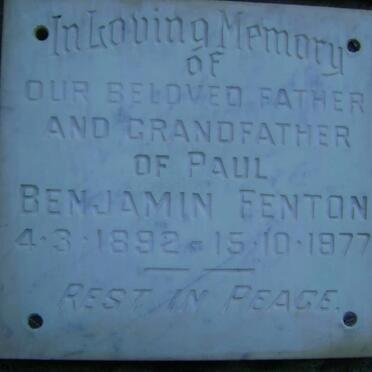 In Loving Memory
of
OUR BELOVED FATHER
AND GRANDFATHER
OF PAUL
BENJAMIN FENTON
4·3·1892 - 15·10·1977
REST IN PEACE.